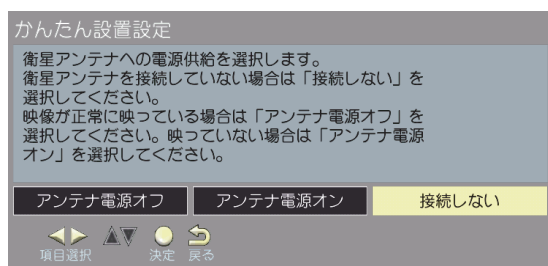 かんたん設置設定
衛星アンテナへの電源供給を選択します。
衛星アンテナを接続していない場合は「接続しない」を
選択してください。
映像が正常に映っている場合は「アンテナ電源オフ」を
選択してください。映っていない場合は「アンテナ電源
オン」を選択してください。
アンテナ電源オフ アンテナ電源オン 接続しない
項目選択 決定 戻る